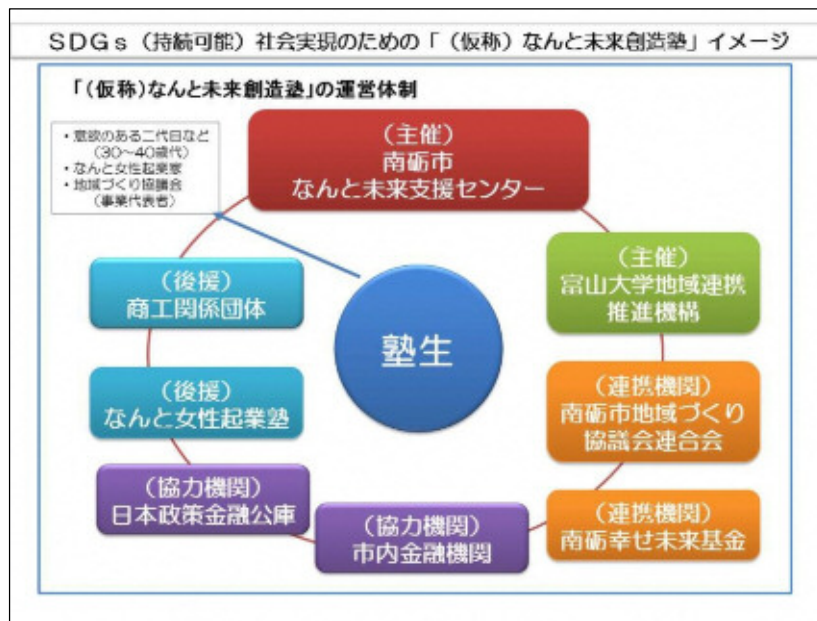 SDGs（持続可能）社会実現のための「（仮称）なんと未来創造塾」イメージ
「（仮称）なんと未来創造塾」の運営体制
・意欲のある二代目など
（30～40歳代）
・なんと女性起業家
・地域づくり協議会
（事業代表者）
（主催）
南砺市
なんと未来支援センター
（主催）
富山大学地域連携
推進機構
（後援）
商工関係団体
塾生
（連携機関）
南砺市地域づくり
協議会連合会
（後援）
なんと女性起業塾
（協力機関）
日本政策金融公庫
（協力機関）
市内金融機関
（連携機関）
南砺幸せ未来基金